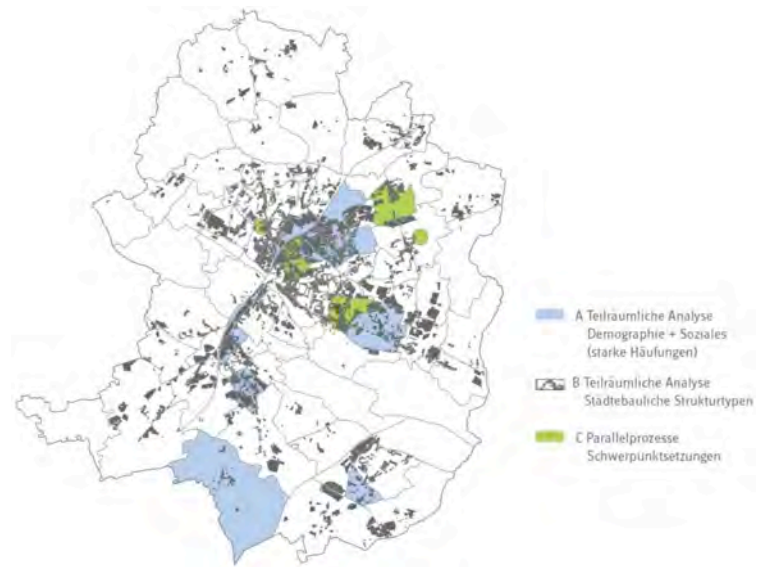 A Teilräumliche Analyse
Demographie + Soziales
(starke Häufungen)
B Teilräumliche Analyse
Städtebauliche Strukturtypen
C Parallelprozesse
Schwerpunktsetzungen